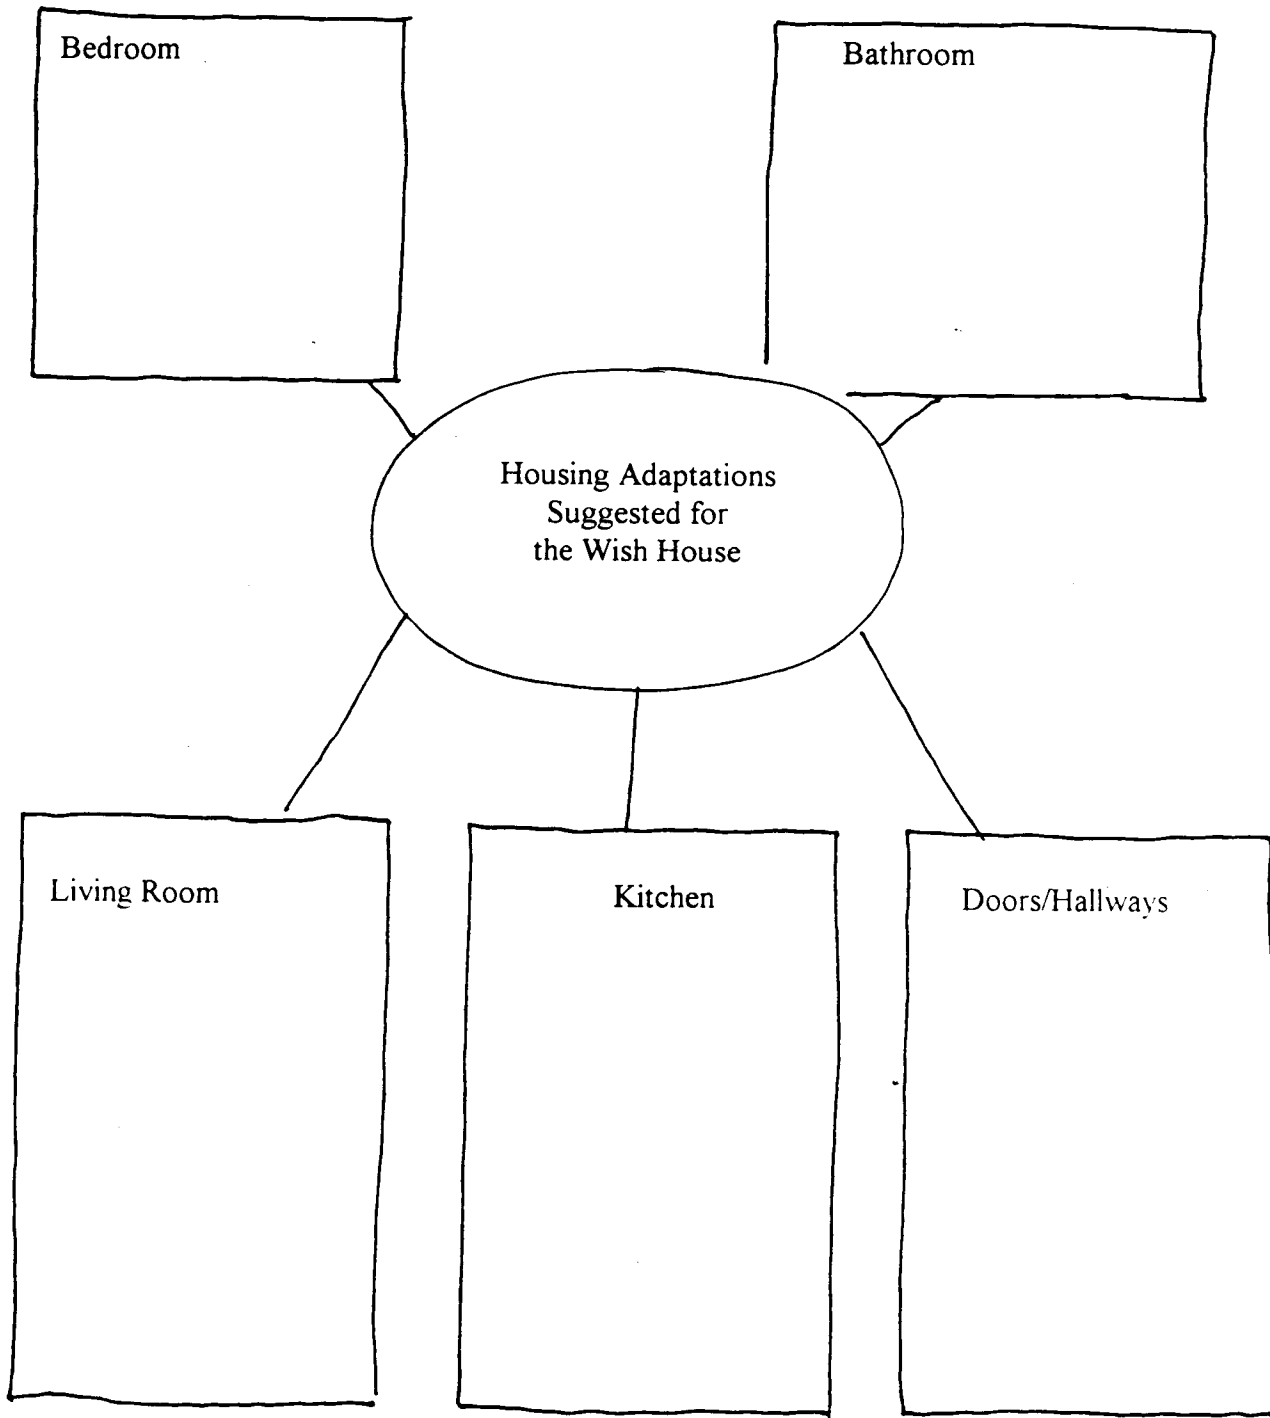 Bedroom
Bathroom
Housing Adaptations
Suggested for
the Wish House
Living Room
Kitchen
Doors/Hallways